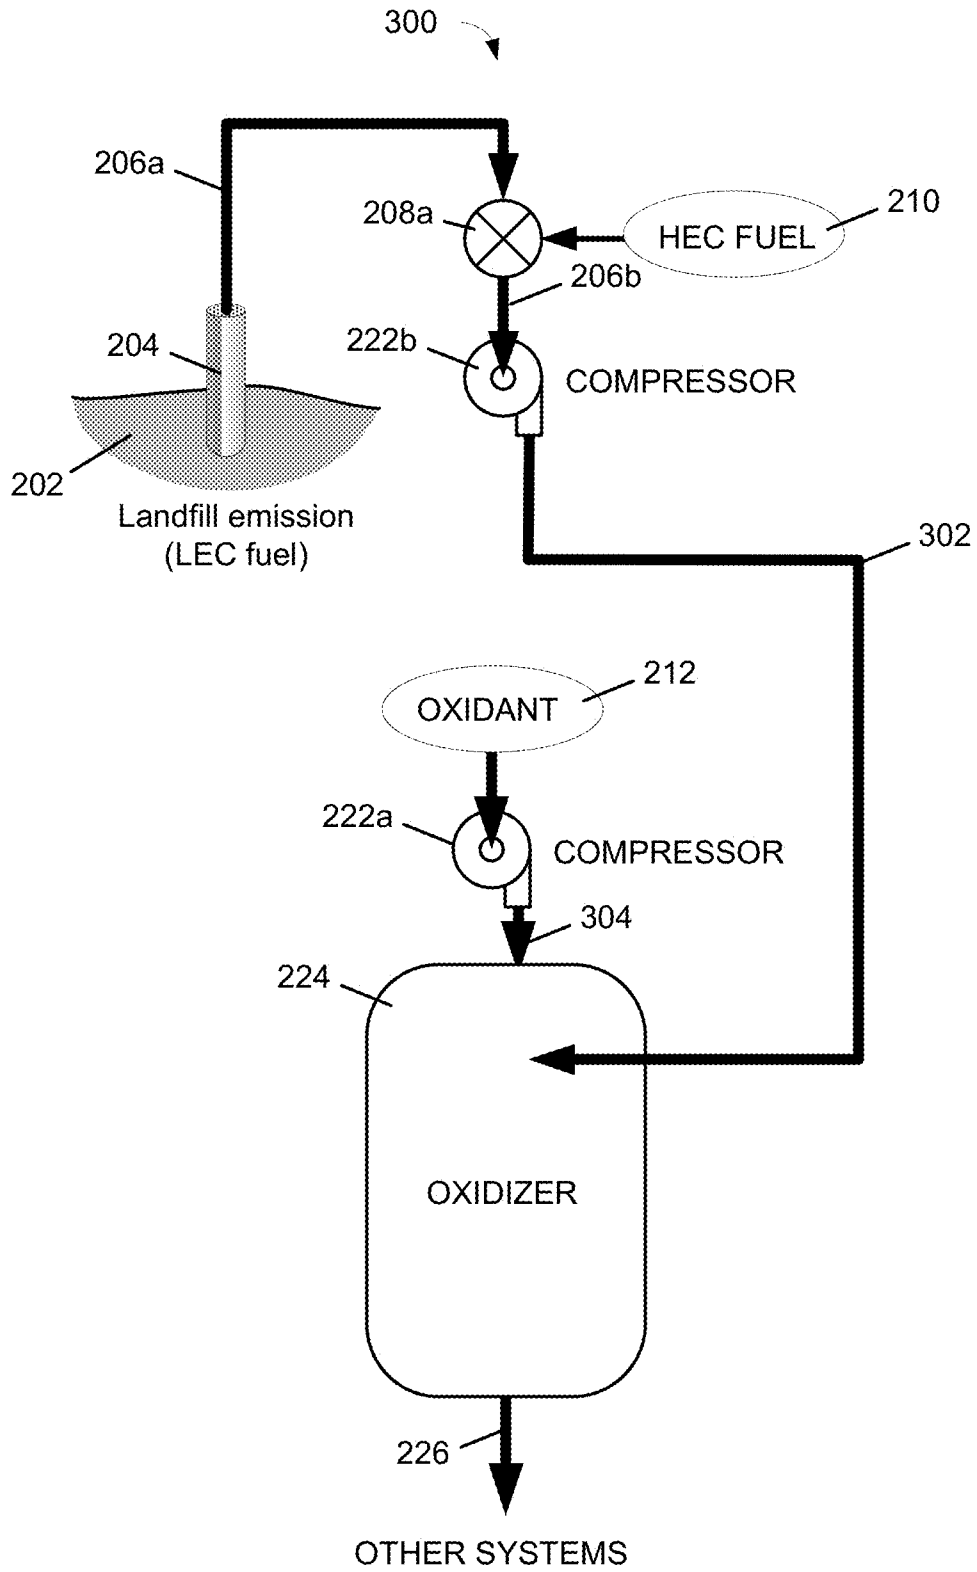 300
206a
208a
210
HEC FUEL
206b
204
222b
COMPRESSOR
202
Landfill emission
(LEC fuel)
302
212
OXIDANT
222a
COMPRESSOR
304
224
OXIDIZER
226
OTHER SYSTEMS